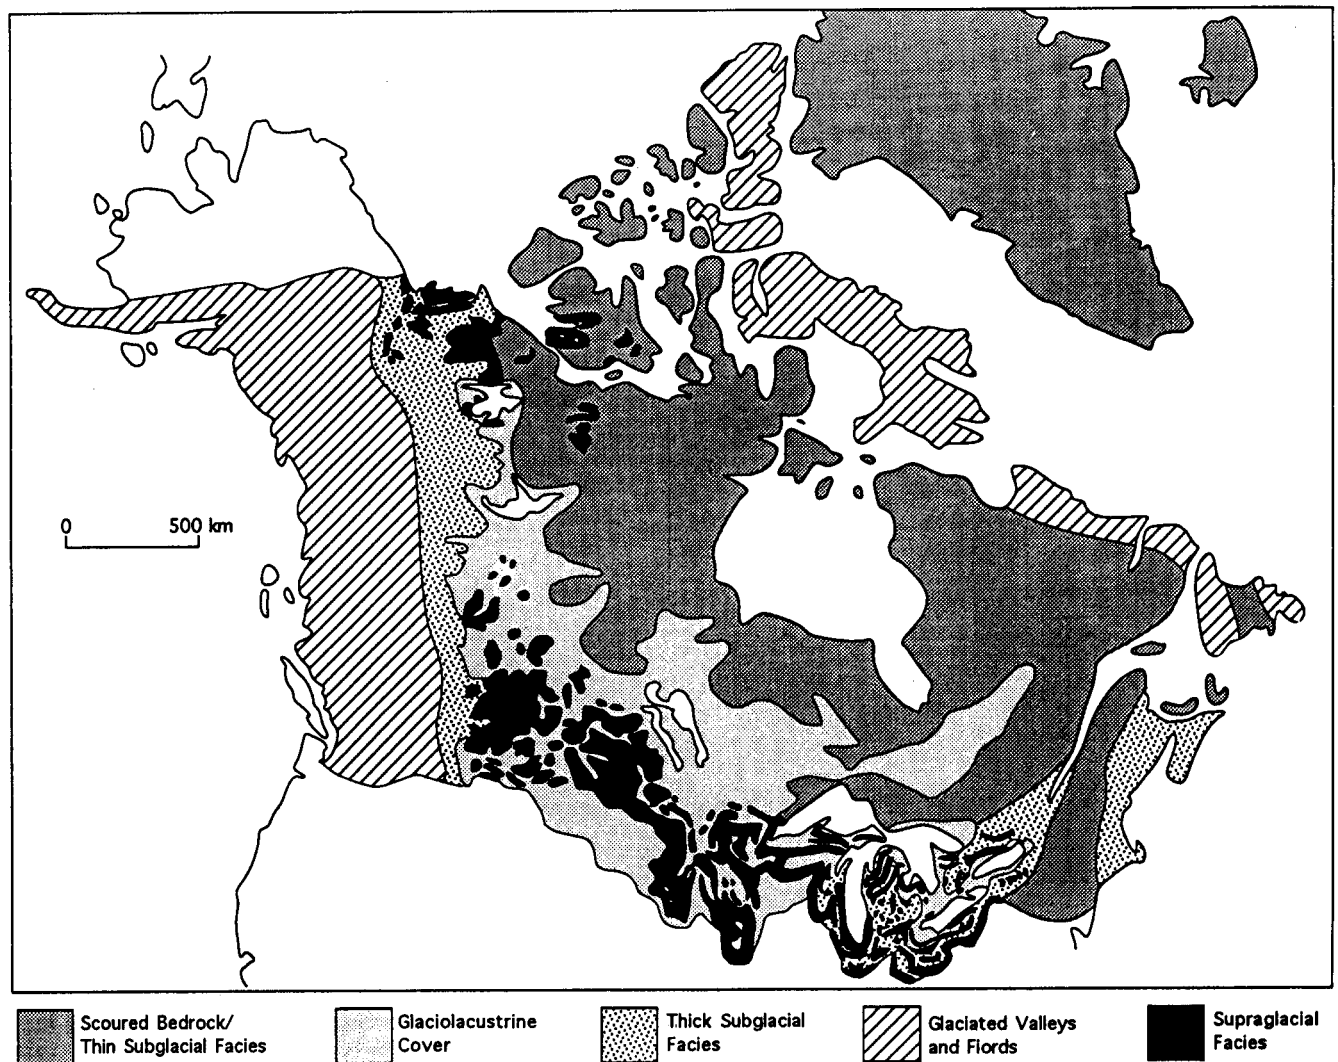 0 500 km
Scoured Bedrock/
Thin Subglacial Facies
Glaciolacustrine
Cover
Thick Subglacial
Facies
Glaciated Valleys
and Fiords
Supraglacial
Facies